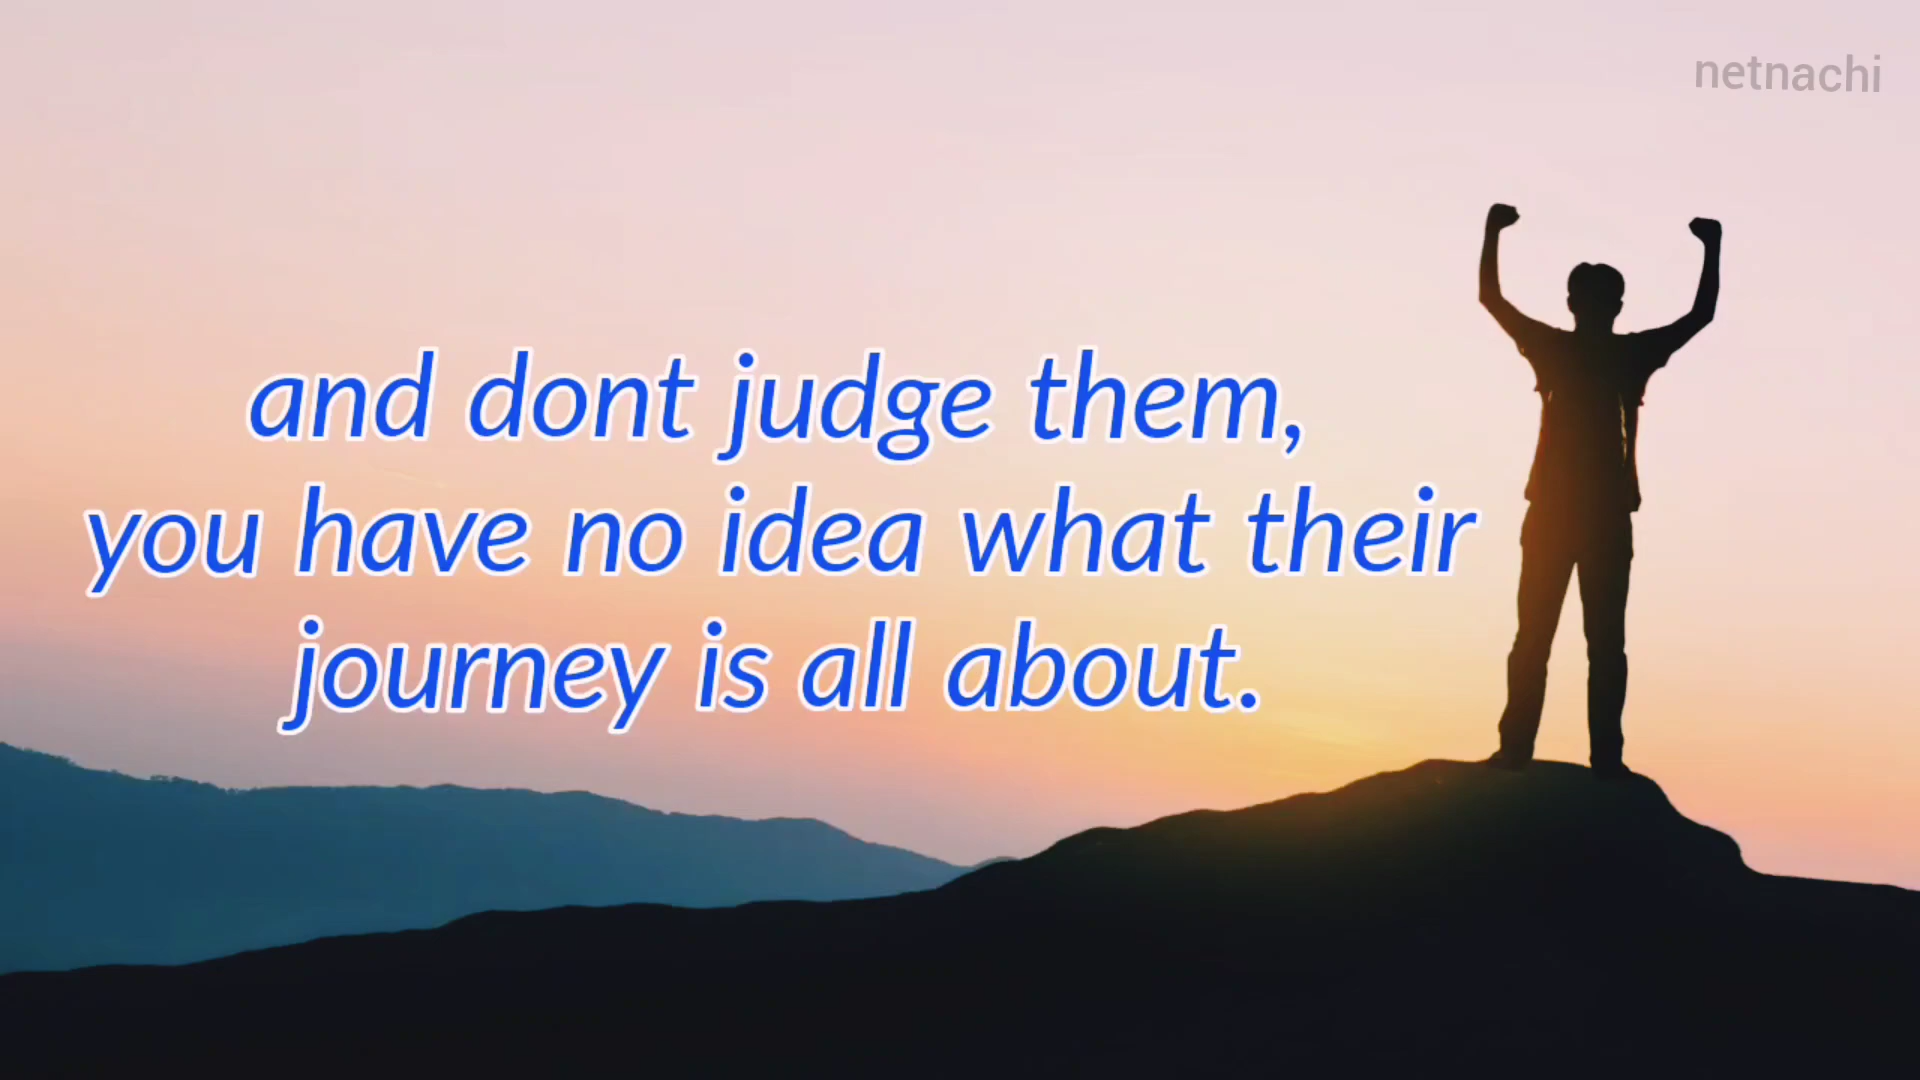 netnachi
and dont judge them,
you have no idea what their
journey is all about.